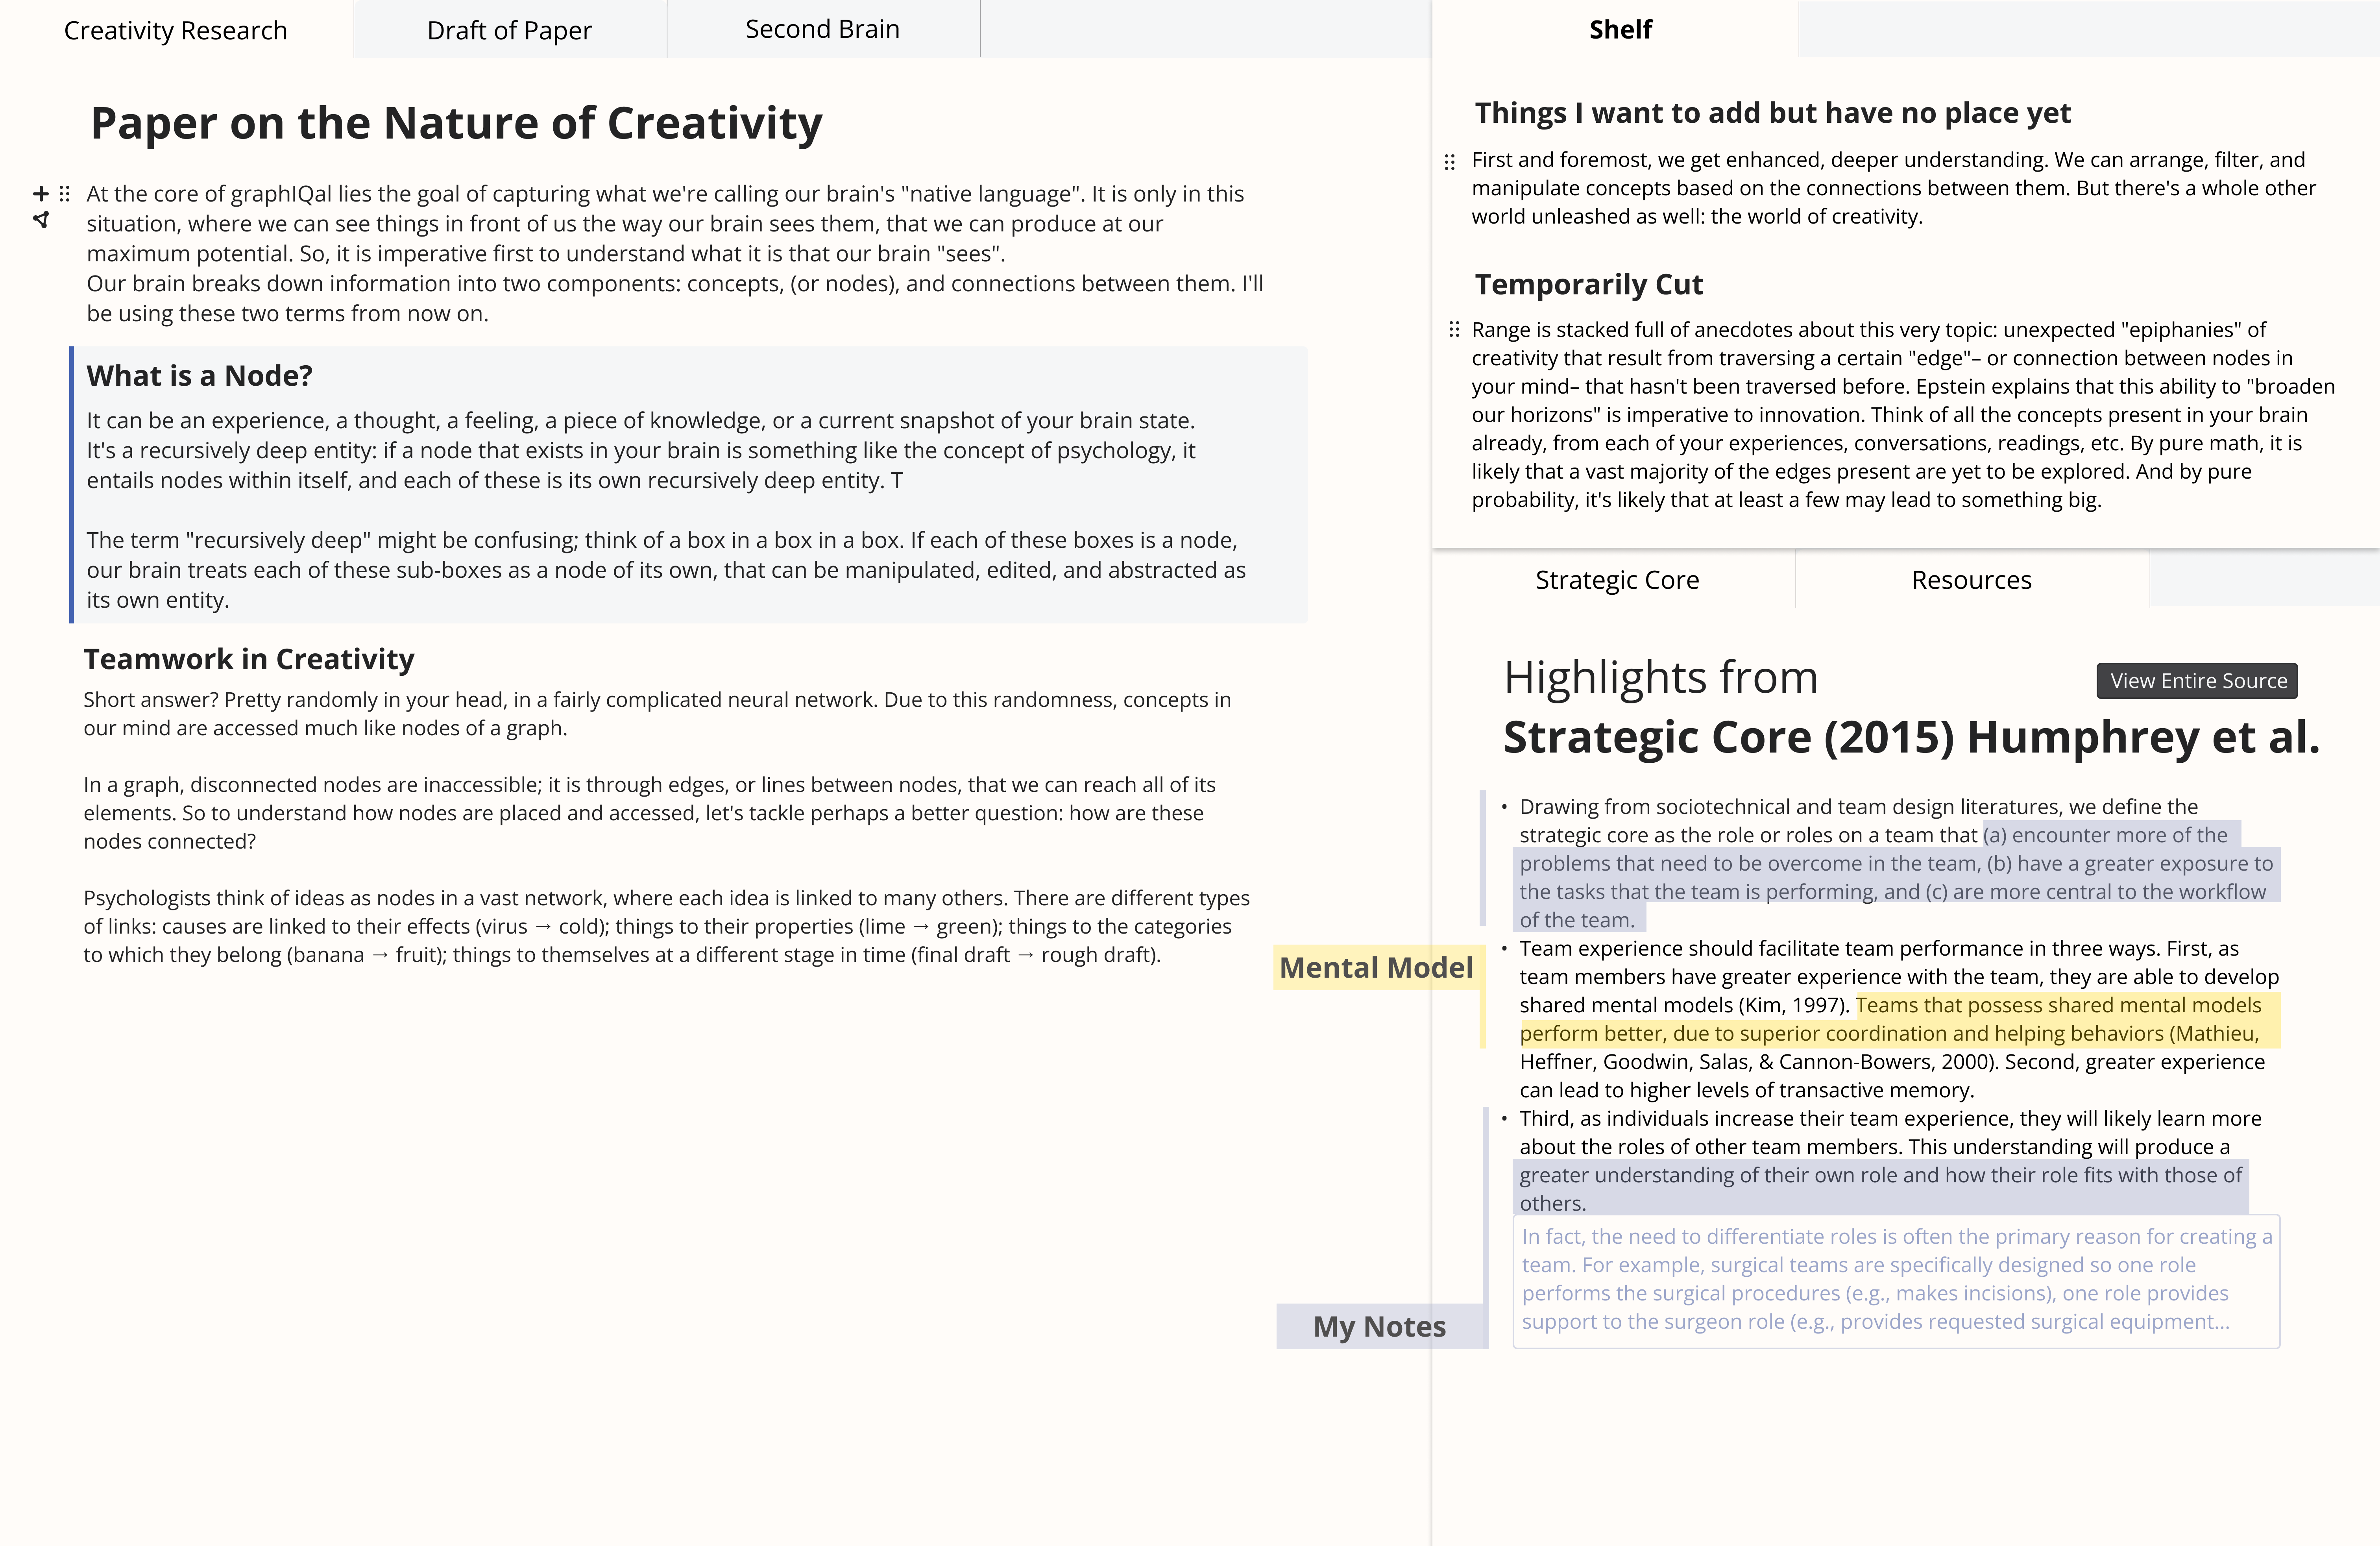 Creativity Research
Draft of Paper
Second Brain
Paper on the Nature of Creativity
At the core of graphIQal lies the goal of capturing what we're calling our brain's "native language". It is only in this
situation, where we can see things in front of us the way our brain sees them, that we can produce at our
maximum potential. So, it is imperative first to understand what it is that our brain "sees".
Our brain breaks down information into two components: concepts, (or nodes), and connections between them. I'll
be using these two terms from now on.
What is a Node?
It can be an experience, a thought, a feeling, a piece of knowledge, or a current snapshot of your brain state.
It's a recursively deep entity: if a node that exists in your brain is something like the concept of psychology, it
entails nodes within itself, and each of these is its own recursively deep entity. T
The term "recursively deep" might be confusing; think of a box in a box in a box. If each of these boxes is a node,
our brain treats each of these sub-boxes as a node of its own, that can be manipulated, edited, and abstracted as
its own entity.
Teamwork in Creativity
Short answer? Pretty randomly in your head, in a fairly complicated neural network. Due to this randomness, concepts in
our mind are accessed much like nodes of a graph.
In a graph, disconnected nodes are inaccessible; it is through edges, or lines between nodes, that we can reach all of its
elements. So to understand how nodes are placed and accessed, let's tackle perhaps a better question: how are these
nodes connected?
Psychologists think of ideas as nodes in a vast network, where each idea is linked to many others. There are different types
of links: causes are linked to their effects (virus → cold); things to their properties (lime → green); things to the categories
to which they belong (banana → fruit); things to themselves at a different stage in time (final draft → rough draft).
Shelf
Things I want to add but have no place yet
First and foremost, we get enhanced, deeper understanding. We can arrange, filter, and
manipulate concepts based on the connections between them. But there's a whole other
world unleashed as well: the world of creativity.
Temporarily Cut
Range is stacked full of anecdotes about this very topic: unexpected "epiphanies" of
creativity that result from traversing a certain "edge"– or connection between nodes in
your mind– that hasn't been traversed before. Epstein explains that this ability to "broaden
our horizons" is imperative to innovation. Think of all the concepts present in your brain
already, from each of your experiences, conversations, readings, etc. By pure math, it is
likely that a vast majority of the edges present are yet to be explored. And by pure
probability, it's likely that at least a few may lead to something big.
Strategic Core
Resources
Highlights from
View Entire Source
Strategic Core (2015) Humphrey et al.
• Drawing from sociotechnical and team design literatures, we define the
strategic core as the role or roles on a team that (a) encounter more of the
problems that need to be overcome in the team, (b) have a greater exposure to
the tasks that the team is performing, and (c) are more central to the workflow
of the team.
Mental Model
• Team experience should facilitate team performance in three ways. First, as
team members have greater experience with the team, they are able to develop
shared mental models (Kim, 1997). Teams that possess shared mental models
perform better, due to superior coordination and helping behaviors (Mathieu,
Heffner, Goodwin, Salas, & Cannon-Bowers, 2000). Second, greater experience
can lead to higher levels of transactive memory.
• Third, as individuals increase their team experience, they will likely learn more
about the roles of other team members. This understanding will produce a
greater understanding of their own role and how their role fits with those of
others.
My Notes
In fact, the need to differentiate roles is often the primary reason for creating a
team. For example, surgical teams are specifically designed so one role
performs the surgical procedures (e.g., makes incisions), one role provides
support to the surgeon role (e.g., provides requested surgical equipment...